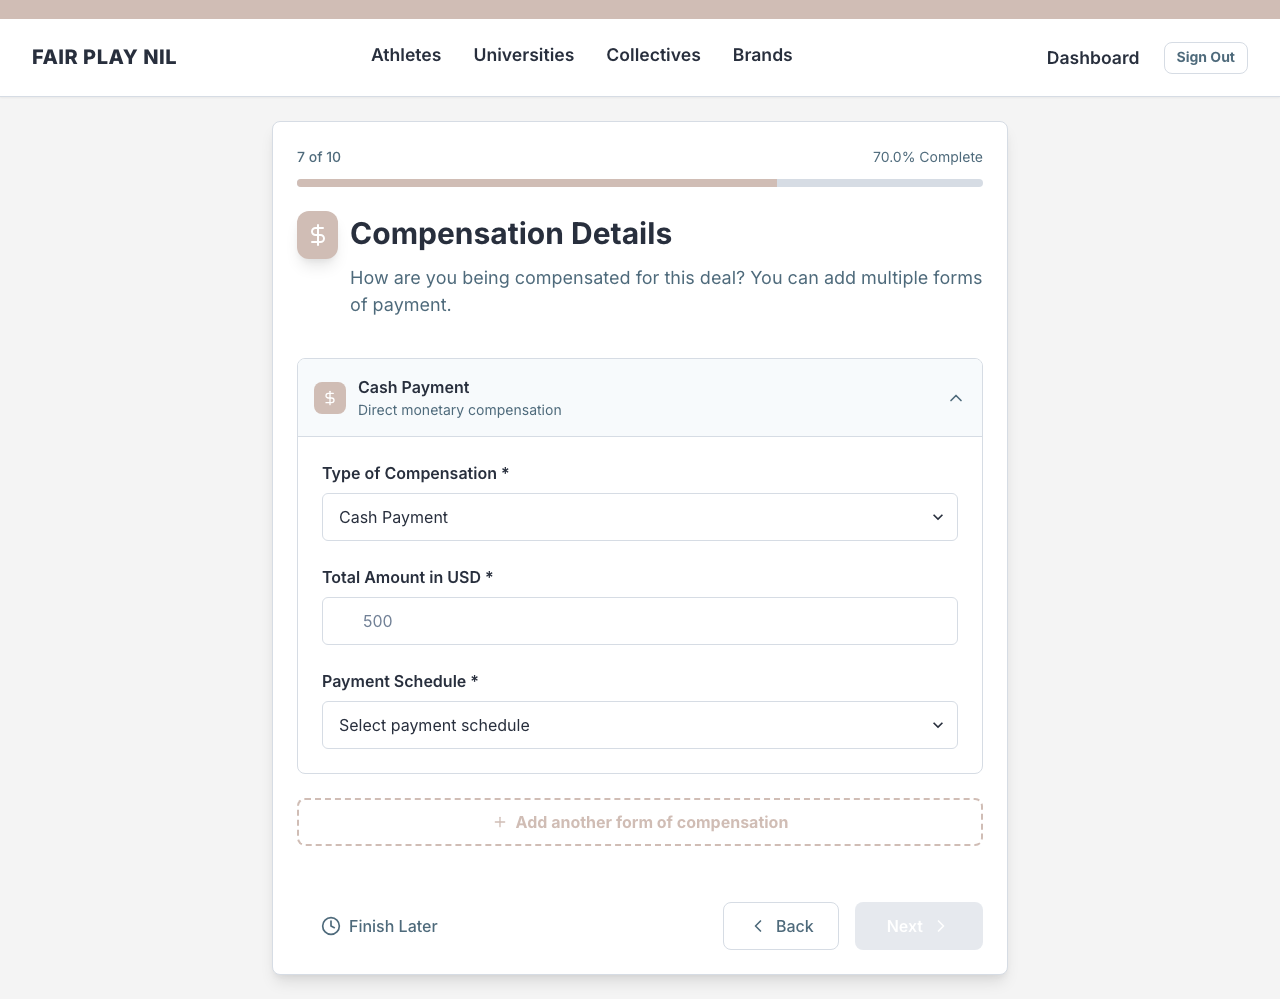 FAIR PLAY NIL
Athletes
Universities
Collectives
Brands
Dashboard
Sign Out
7 of 10
70.0% Complete
Compensation Details
How are you being compensated for this deal? You can add multiple forms
of payment.
Cash Payment
Direct monetary compensation
Type of Compensation *
Cash Payment
Total Amount in USD *
500
Payment Schedule *
Select payment schedule
Add another form of compensation
Finish Later
Back
Next